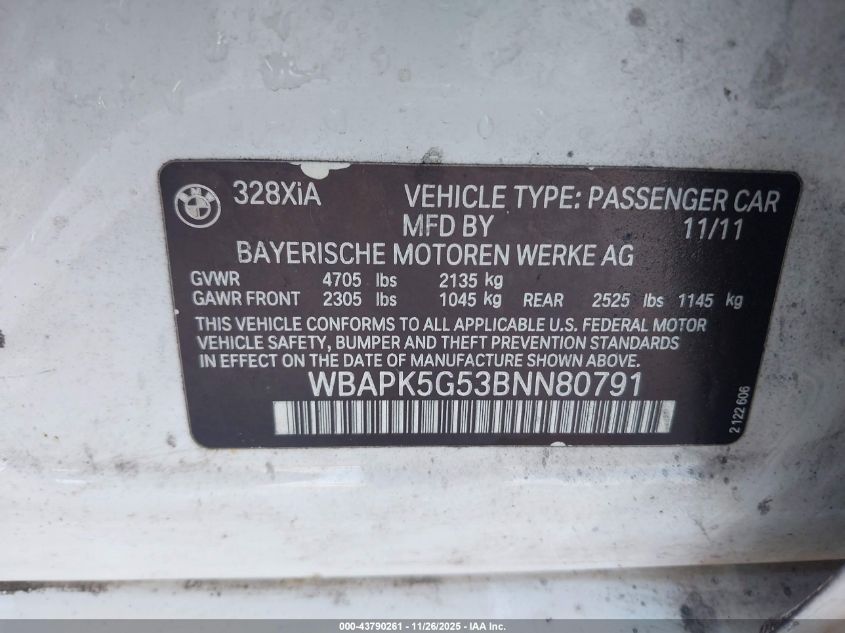 328XiA VEHICLE TYPE: PASSENGER CAR
MFD BY 11/11
BAYERISCHE MOTOREN WERKE AG
GVWR 4705 lbs 2135 kg
GAWR FRONT 2305 lbs 1045 kg REAR 2525 lbs 1145 kg
THIS VEHICLE CONFORMS TO ALL APPLICABLE U.S. FEDERAL MOTOR
VEHICLE SAFETY, BUMPER AND THEFT PREVENTION STANDARDS
IN EFFECT ON THE DATE OF MANUFACTURE SHOWN ABOVE.
WBAPK5G53BNN80791
2 122 606
000-43790261 - 11/26/2025 - IAA Inc.